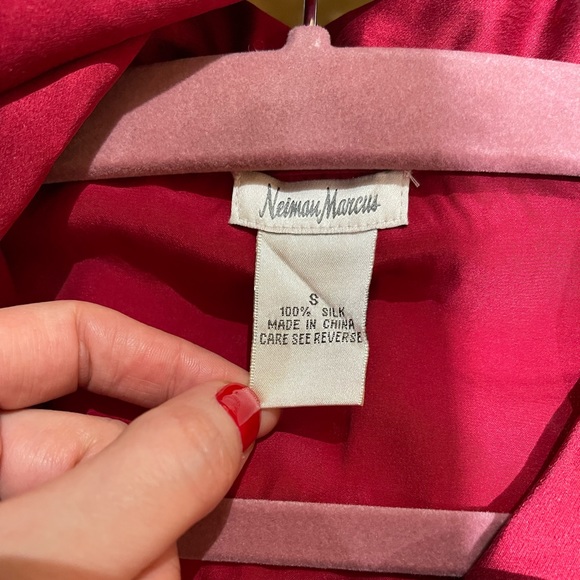 Neiman Marcus
S
100% SILK
MADE IN CHINA
CARE SEE REVERSE